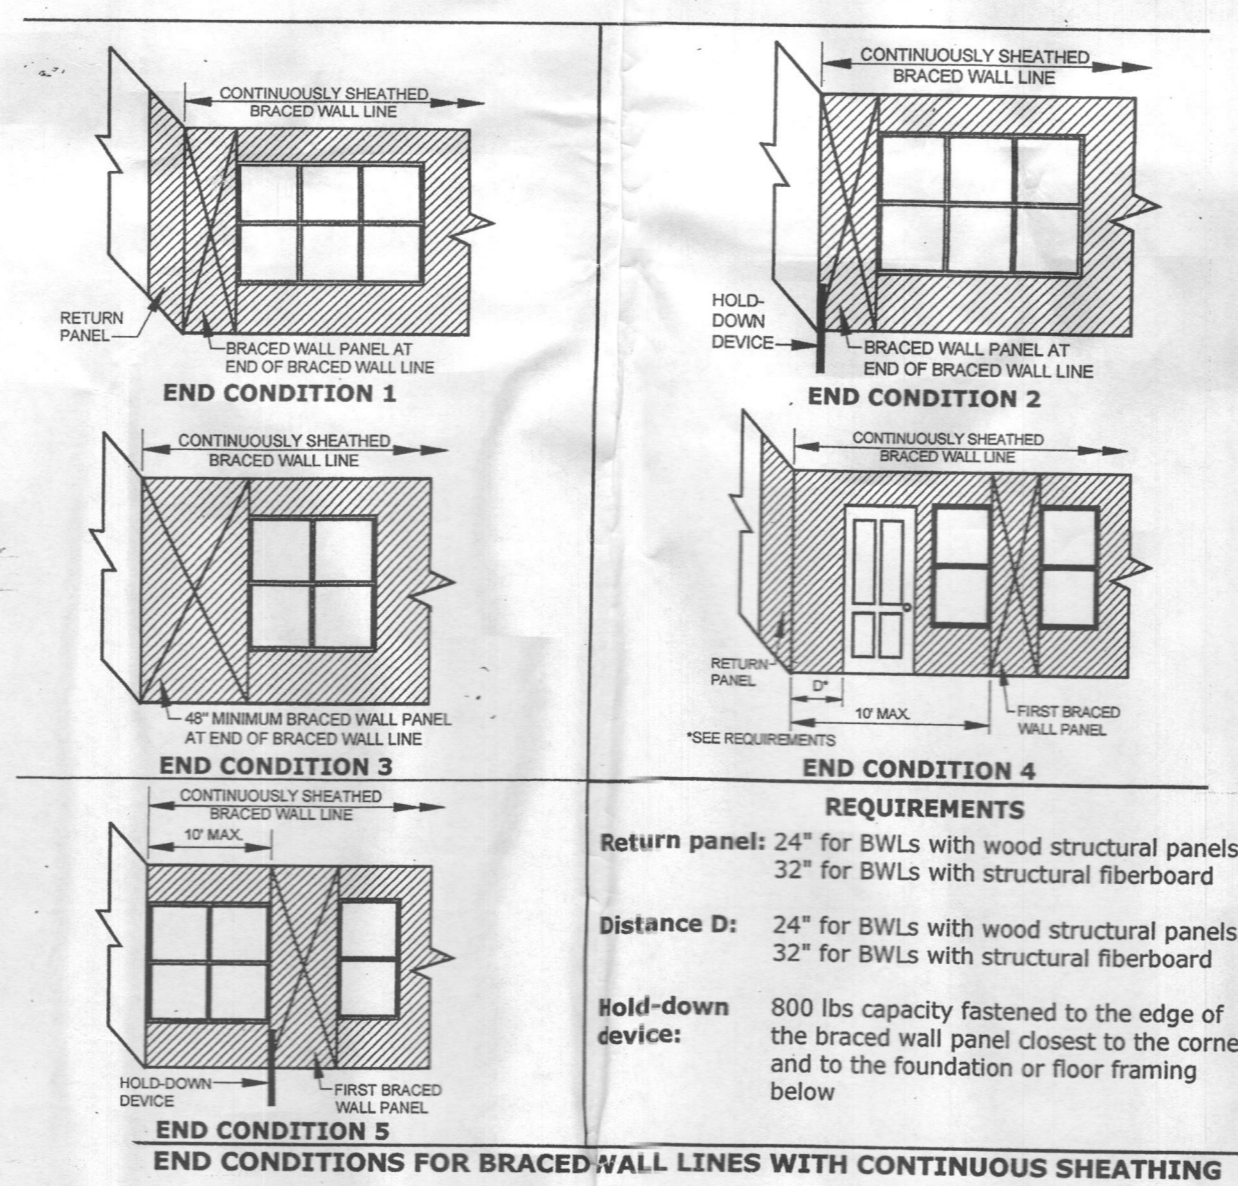 CONTINUOUSLY SHEATHED
BRACED WALL LINE
RETURN
PANEL
BRACED WALL PANEL AT
END OF BRACED WALL LINE
END CONDITION 1
CONTINUOUSLY SHEATHED
BRACED WALL LINE
HOLD-
DOWN
DEVICE
BRACED WALL PANEL AT
END OF BRACED WALL LINE
END CONDITION 2
CONTINUOUSLY SHEATHED
BRACED WALL LINE
48" MINIMUM BRACED WALL PANEL
AT END OF BRACED WALL LINE
END CONDITION 3
CONTINUOUSLY SHEATHED
BRACED WALL LINE
RETURN
PANEL
D*
10' MAX.
FIRST BRACED
WALL PANEL
*SEE REQUIREMENTS
END CONDITION 4
CONTINUOUSLY SHEATHED
BRACED WALL LINE
10' MAX.
HOLD-DOWN
DEVICE
FIRST BRACED
WALL PANEL
END CONDITION 5
REQUIREMENTS
Return panel: 24" for BWLs with wood structural panels
32" for BWLs with structural fiberboard
Distance D: 24" for BWLs with wood structural panels
32" for BWLs with structural fiberboard
Hold-down 800 lbs capacity fastened to the edge of
device: the braced wall panel closest to the corne
and to the foundation or floor framing
below
END CONDITIONS FOR BRACED WALL LINES WITH CONTINUOUS SHEATHING